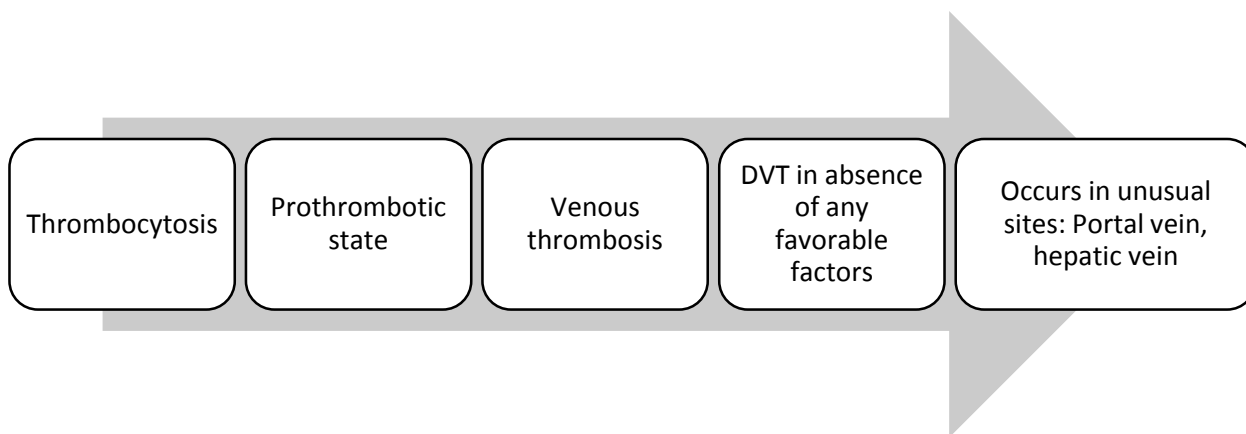 Thrombocytosis
Prothrombotic
state
Venous
thrombosis
DVT in absence
of any
favorable
factors
Occurs in unusual
sites: Portal vein,
hepatic vein